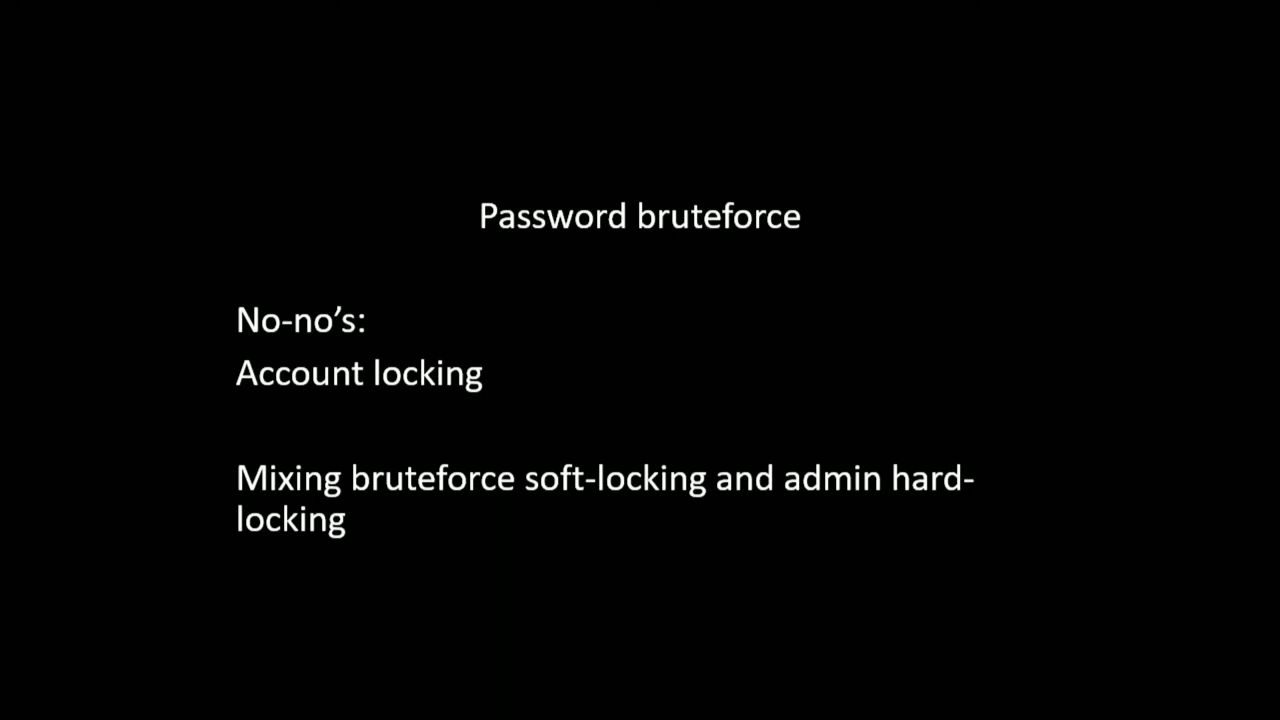 Password bruteforce
No-no’s:
Account locking
Mixing bruteforce soft-locking and admin hard-
locking